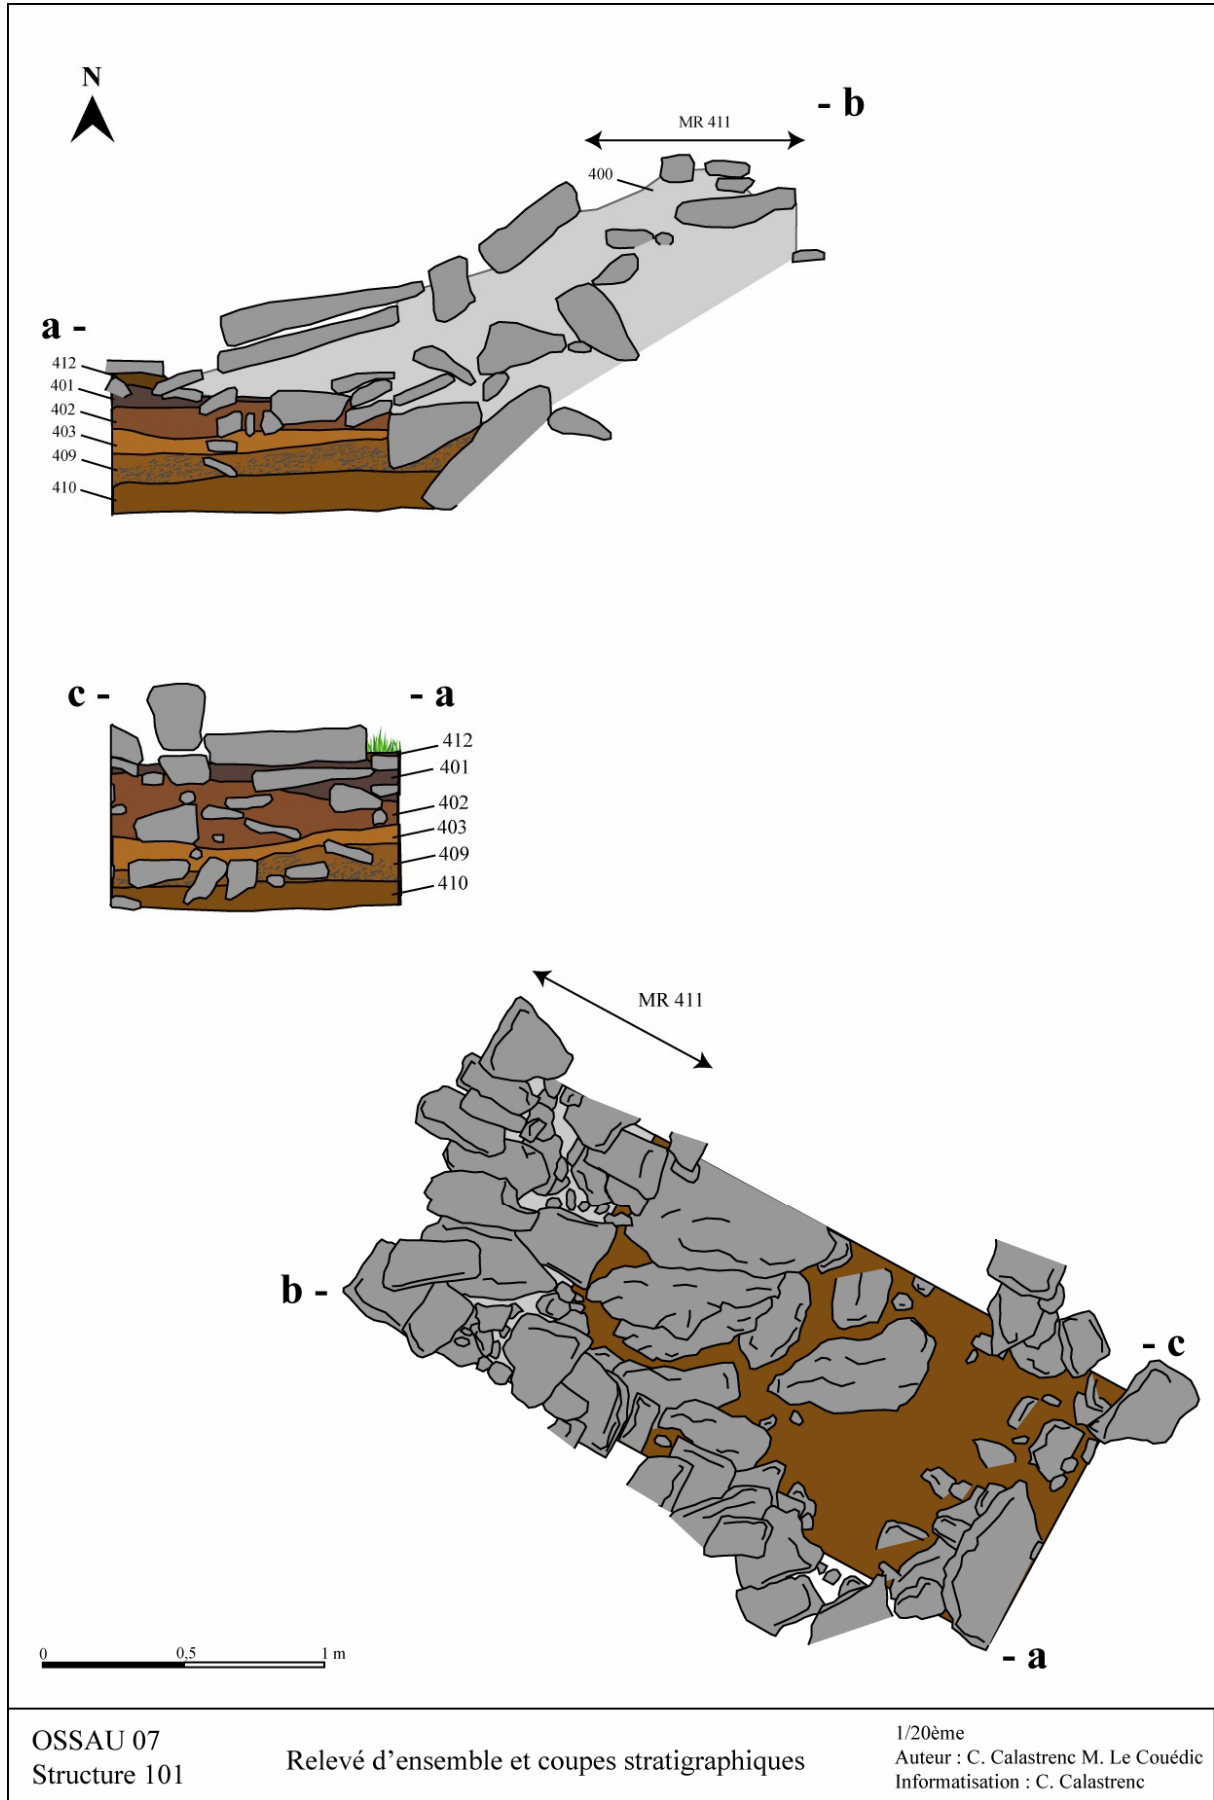 N
- b
MR 411
400
a -
412
401
402
403
409
410
c - - a
412
401
402
403
409
410
MR 411
b -
- c
- a
0 0,5 1 m
OSSAU 07
Structure 101
Relevé d'ensemble et coupes stratigraphiques
1/20ème
Auteur : C. Calastrenc M. Le Couédic
Informatisation : C. Calastrenc